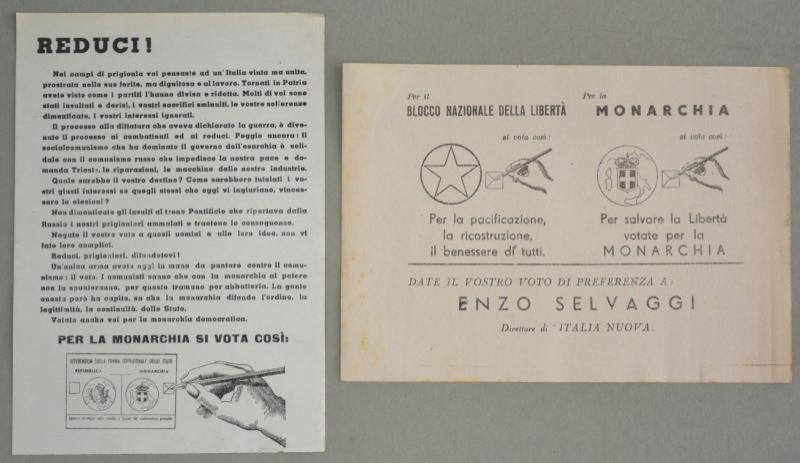 REDUCI!
Nei campi di prigionia voi pensaste ad un'Italia vinta ma unita,
prostrata nelle sue ferite, ma dignitosa e al lavoro. Tornati in Patria
avete visto come i partiti l'hanno divisa e ridotta. Molti di voi sono
stati insultati e derisi, i vostri sacrifici sminuiti, le vostre sofferenze
dimenticate, i vostri interessi ignorati.
Il processo alla dittatura che aveva dichiarato la guerra, è dive-
nuto il processo ai combattenti ed ai reduci. Peggio ancora: il
socialcomunismo che ha dominato il governo dell'esarchia è soli-
dale con il comunismo russo che impedisce la nostra pace e do-
manda Trieste, le riparazioni, le macchine delle nostre industrie.
Quale sarebbe il vostro destino? Come sarebbero tutelati i vo-
stri giusti interessi se quegli stessi che oggi vi ingiuriano, vinces-
sero le elezioni?
Non dimenticate gli insulti al treno Pontificio che riportava dalla
Russia i nostri prigionieri ammalati e traetene le conseguenze.
Negate il vostro voto a questi uomini e alle loro idee, non vi
fate loro complici.
Reduci, prigionieri, difendetevi!
Un'unica arma avete oggi in mano da puntare contro il comu-
nismo: il voto. I comunisti sanno che con la monarchia al potere
non la spunteranno, per questo tramano per abbatterla. La gente
onesta però ha capito, sa che la monarchia difende l'ordine, la
legittimità, la continuità, dello Stato.
Votate anche voi per la monarchia democratica.
PER LA MONARCHIA SI VOTA COSÌ:
REFERENDUM SULLA FORMA ISTITUZIONALE DELLO STATO
REPUBBLICA MONARCHIA
Per il
BLOCCO NAZIONALE DELLA LIBERTÀ
si vota così:
Per la pacificazione,
la ricostruzione,
il benessere di tutti.
Per la
MONARCHIA
si vota così:
Per salvare la Libertà
votate per la
MONARCHIA
DATE IL VOSTRO VOTO DI PREFERENZA A:
ENZO SELVAGGI
Direttore di "ITALIA NUOVA"